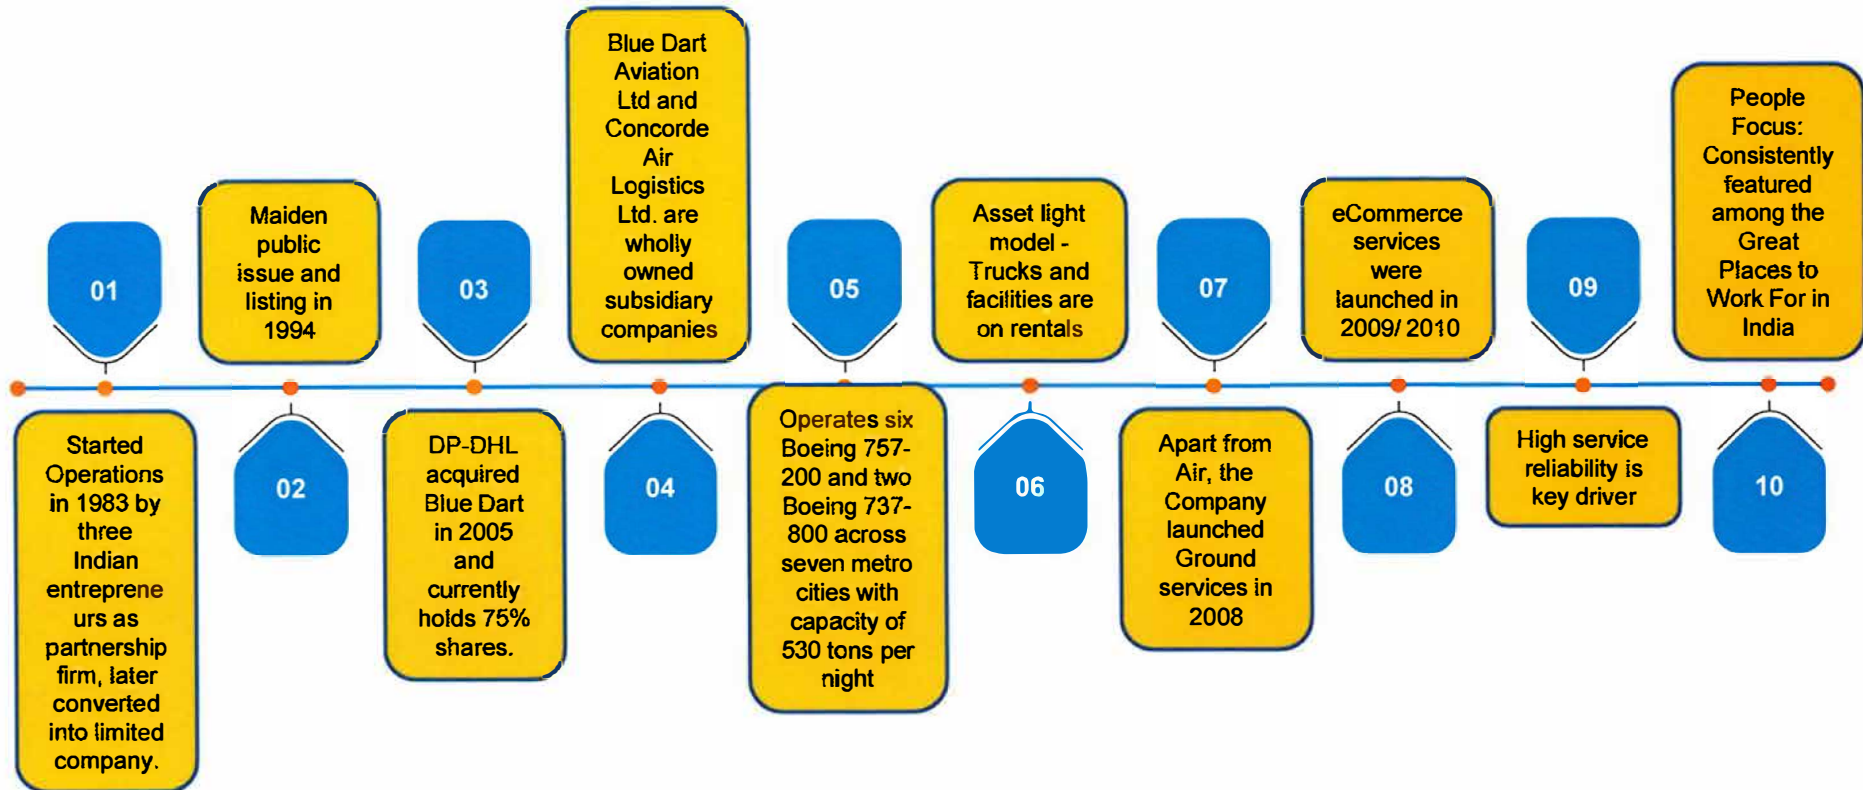 01
Started
Operations
in 1983 by
three
Indian
entreprene
urs as
partnership
firm, later
converted
into limited
company.
Maiden
public
issue and
listing in
1994
02
03
DP-DHL
acquired
Blue Dart
in 2005
and
currently
holds 75%
shares.
Blue Dart
Aviation
Ltd and
Concorde
Air
Logistics
Ltd. are
wholly
owned
subsidiary
companies
04
05
Operates six
Boeing 757-
200 and two
Boeing 737-
800 across
seven metro
cities with
capacity of
530 tons per
night
Asset light
model -
Trucks and
facilities are
on rentals
06
07
Apart from
Air, the
Company
launched
Ground
services in
2008
eCommerce
services
were
launched in
2009/ 2010
08
09
High service
reliability is
key driver
People
Focus:
Consistently
featured
among the
Great
Places to
Work For in
India
10